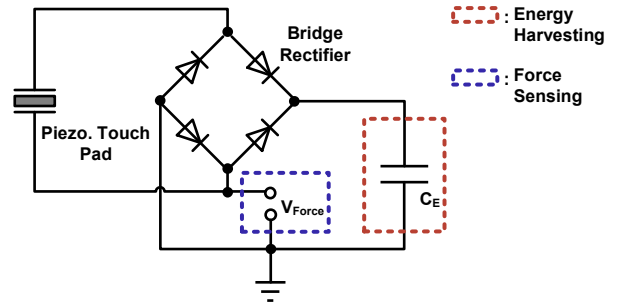 Bridge
Rectifier
Piezo. Touch
Pad
VForce
CE
: Energy
Harvesting
: Force
Sensing